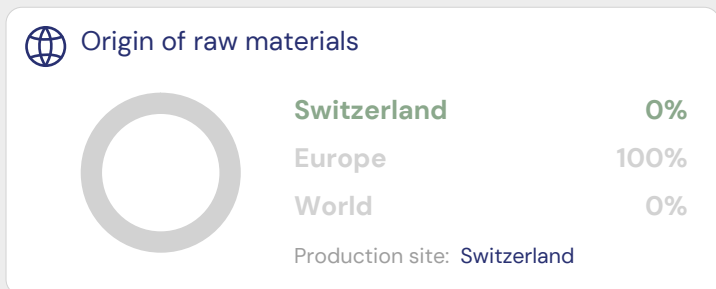 Origin of raw materials
Switzerland 0%
Europe 100%
World 0%
Production site: Switzerland